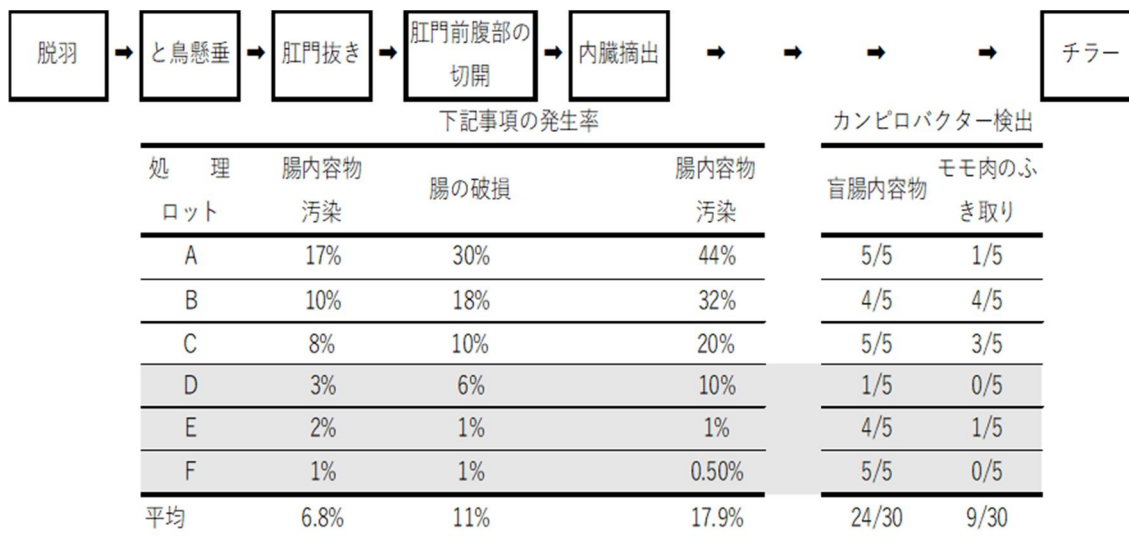 脱羽 ➡ と鳥懸垂 ➡ 肛門抜き ➡ 肛門前腹部の切開 ➡ 内臓摘出 ➡ ➡ ➡ ➡ チラー
下記事項の発生率 カンピロバクター検出
処理ロット 腸内容物汚染 腸の破損 腸内容物汚染 盲腸内容物 モモ肉のふき取り
A 17% 30% 44% 5/5 1/5
B 10% 18% 32% 4/5 4/5
C 8% 10% 20% 5/5 3/5
D 3% 6% 10% 1/5 0/5
E 2% 1% 1% 4/5 1/5
F 1% 1% 0.50% 5/5 0/5
平均 6.8% 11% 17.9% 24/30 9/30